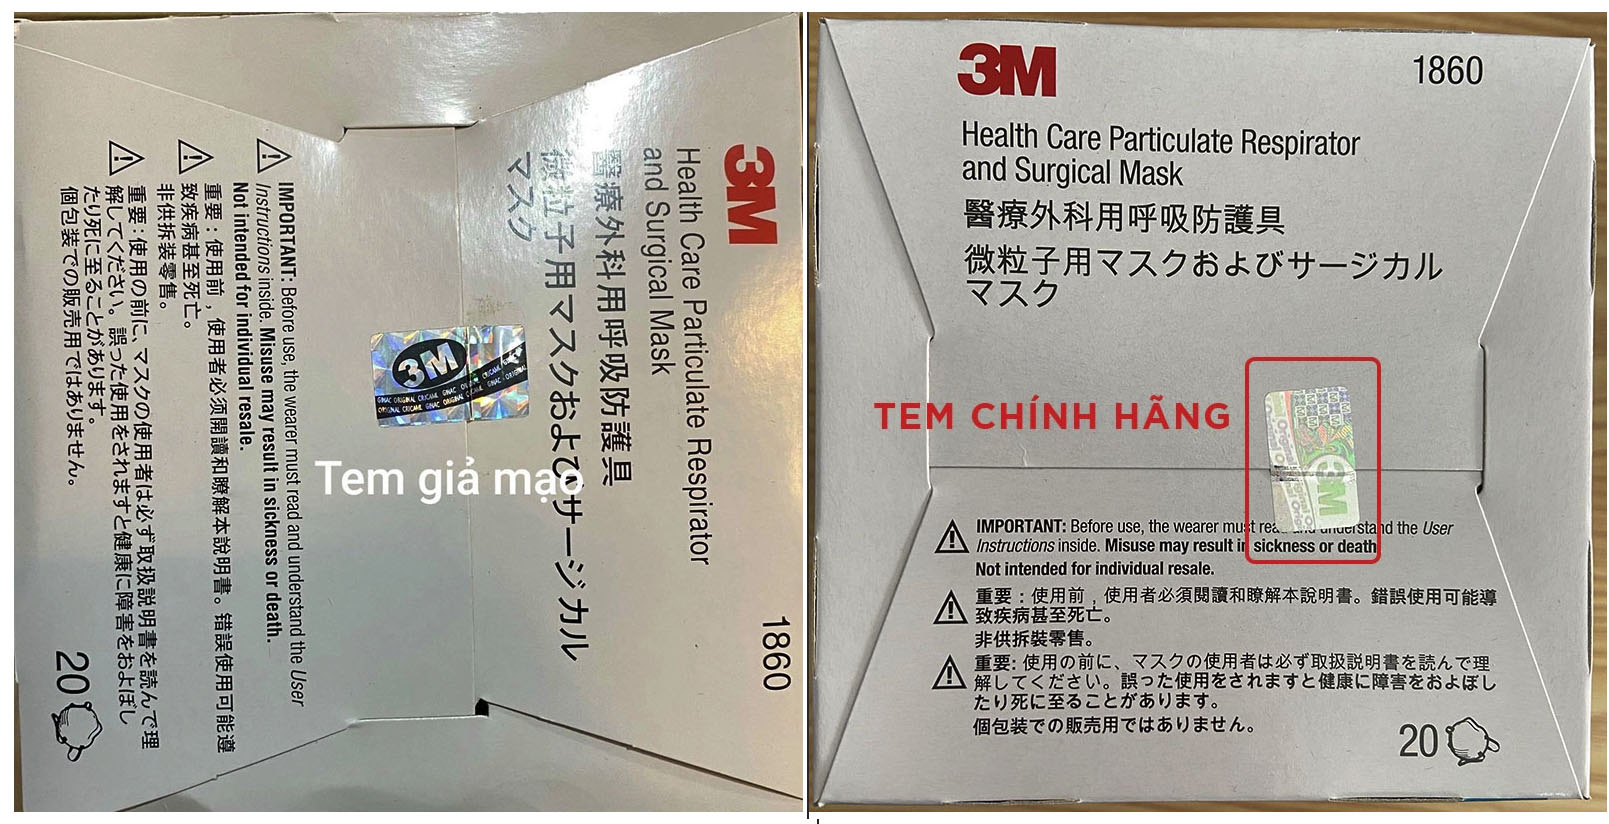 3M
1860
Health Care Particulate Respirator
and Surgical Mask
醫療外科用呼吸防護具
微粒子用マスクおよびサージカル
マスク
3M
Tem giả mạo
IMPORTANT: Before use, the wearer must read and understand the User
Instructions inside. Misuse may result in sickness or death.
Not intended for individual resale.
重要：使用前，使用者必須閱讀和瞭解本說明書。錯誤使用可能導
致疾病甚至死亡。
非供拆裝零售。
重要：使用の前に、マスクの使用者は必ず取扱説明書を読んで理
解してください。誤った使用をされますと健康に障害をおよぼし
たり死に至ることがあります。
個包装での販売用ではありません。
20
3M
1860
Health Care Particulate Respirator
and Surgical Mask
醫療外科用呼吸防護具
微粒子用マスクおよびサージカル
マスク
TEM CHÍNH HÃNG
3M
IMPORTANT: Before use, the wearer must read and understand the User
Instructions inside. Misuse may result in sickness or death
Not intended for individual resale.
重要：使用前，使用者必須閱讀和瞭解本說明書。錯誤使用可能導
致疾病甚至死亡。
非供拆裝零售。
重要: 使用の前に、マスクの使用者は必ず取扱説明書を読んで理
解してください。誤った使用をされますと健康に障害をおよぼし
たり死に至ることがあります。
個包装での販売用ではありません。
20